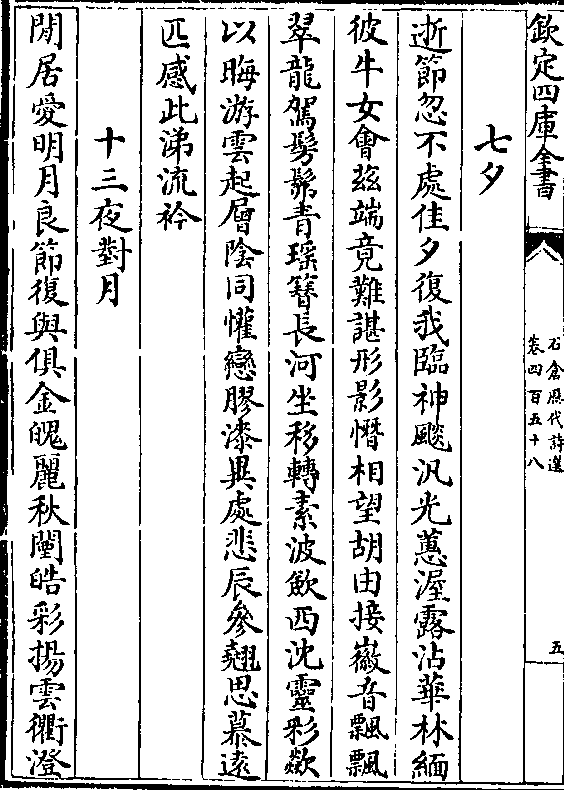 欽定四庫全書
石倉歷代詩選
卷四百五十八
五
七夕
逝節忽不處佳夕復我臨神颷汎光蕙渥露沾華林緬
彼牛女會兹端竟難諶形影憯相望胡由接徽音飄飄
翠龍駕髣髴青瑤簪長河坐移轉素波歛西沈靈彩歘
以晦游雲起層陰同懽戀膠漆異處悲辰參翹思慕遠
匹感此涕流衿
十三夜對月
閒居愛明月良節復與俱金魄麗秋闈皓彩揚雲衢澄